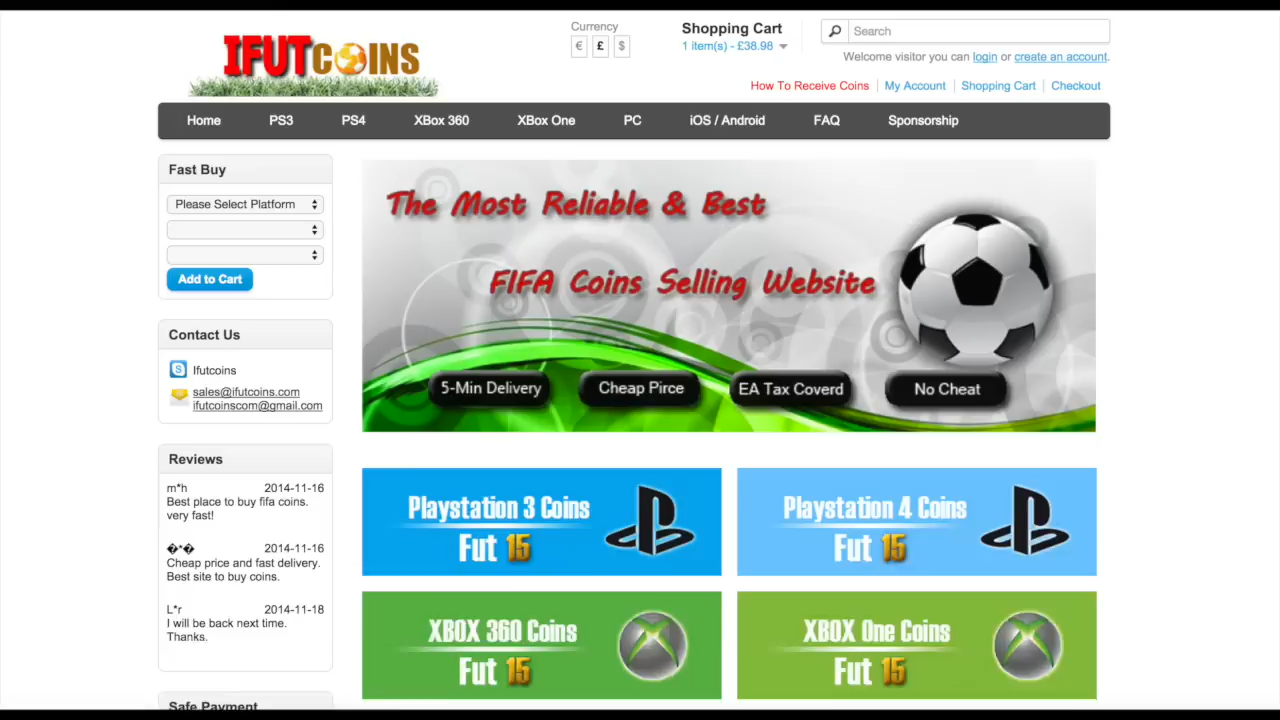 IFUTCOINS
Currency
€ £ $
Shopping Cart
1 item(s) - £38.98
Search
Welcome visitor you can login or create an account.
How To Receive Coins My Account Shopping Cart Checkout
Home PS3 PS4 XBox 360 XBox One PC iOS / Android FAQ Sponsorship
Fast Buy
Please Select Platform
Add to Cart
Contact Us
Ifutcoins
sales@ifutcoins.com
ifutcoinscom@gmail.com
Reviews
m*h 2014-11-16
Best place to buy fifa coins.
very fast!
�*� 2014-11-16
Cheap price and fast delivery.
Best site to buy coins.
L*r 2014-11-18
I will be back next time.
Thanks.
Safe Payment
The Most Reliable & Best
FIFA Coins Selling Website
5-Min Delivery Cheap Pirce EA Tax Coverd No Cheat
Playstation 3 Coins
Fut 15
Playstation 4 Coins
Fut 15
XBOX 360 Coins
Fut 15
XBOX One Coins
Fut 15